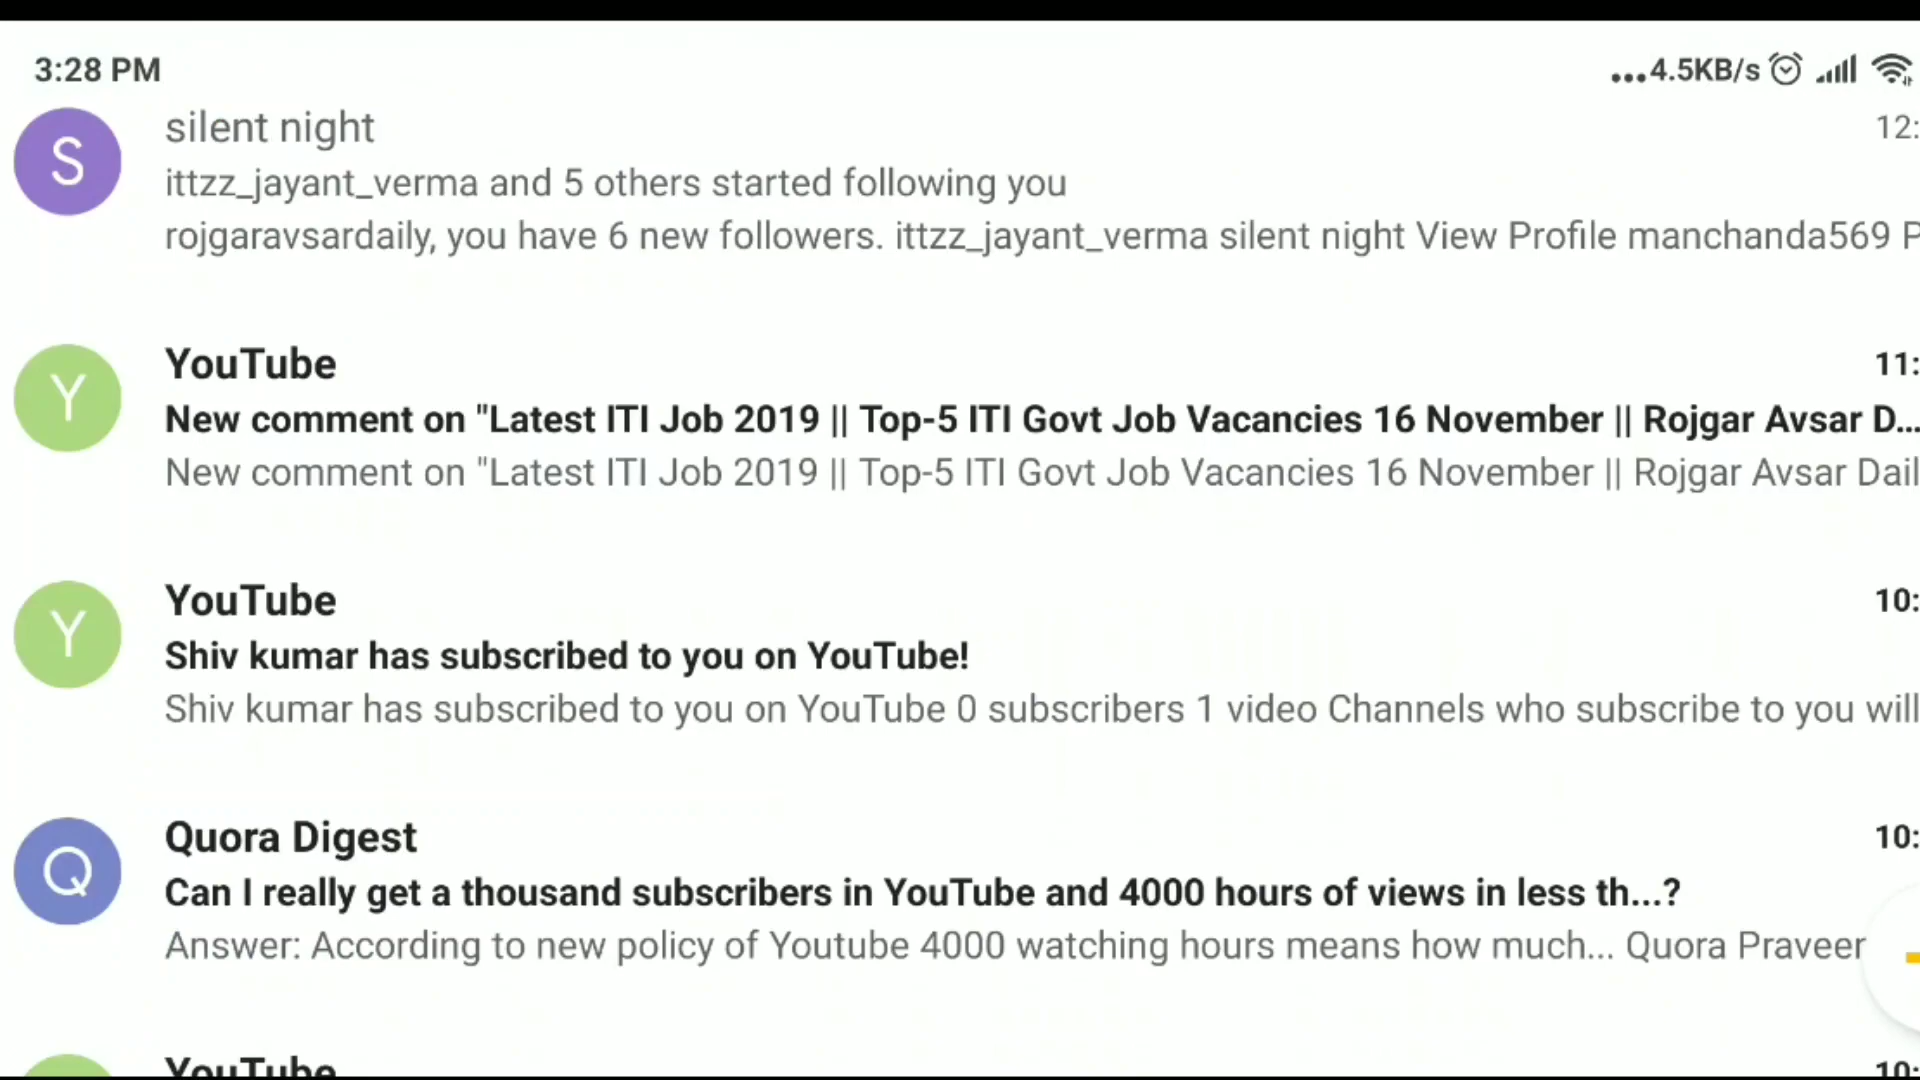 3:28 PM
...4.5KB/s
S
silent night
12:
ittzz_jayant_verma and 5 others started following you
rojgaravsardaily, you have 6 new followers. ittzz_jayant_verma silent night View Profile manchanda569 P
Y
YouTube
11:
New comment on "Latest ITI Job 2019 || Top-5 ITI Govt Job Vacancies 16 November || Rojgar Avsar D...
New comment on "Latest ITI Job 2019 || Top-5 ITI Govt Job Vacancies 16 November || Rojgar Avsar Dail
Y
YouTube
10:
Shiv kumar has subscribed to you on YouTube!
Shiv kumar has subscribed to you on YouTube 0 subscribers 1 video Channels who subscribe to you will
Q
Quora Digest
10:
Can I really get a thousand subscribers in YouTube and 4000 hours of views in less th...?
Answer: According to new policy of Youtube 4000 watching hours means how much... Quora Praveer
YouTube
10: